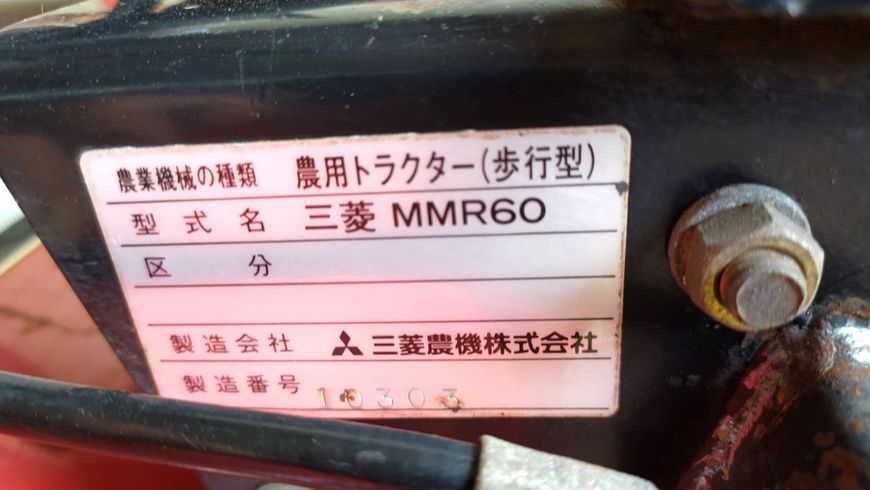 農業機械の種類 農用トラクター(歩行型)
型式名 三菱 MMR60
区分
製造会社 三菱農機株式会社
製造番号 10303